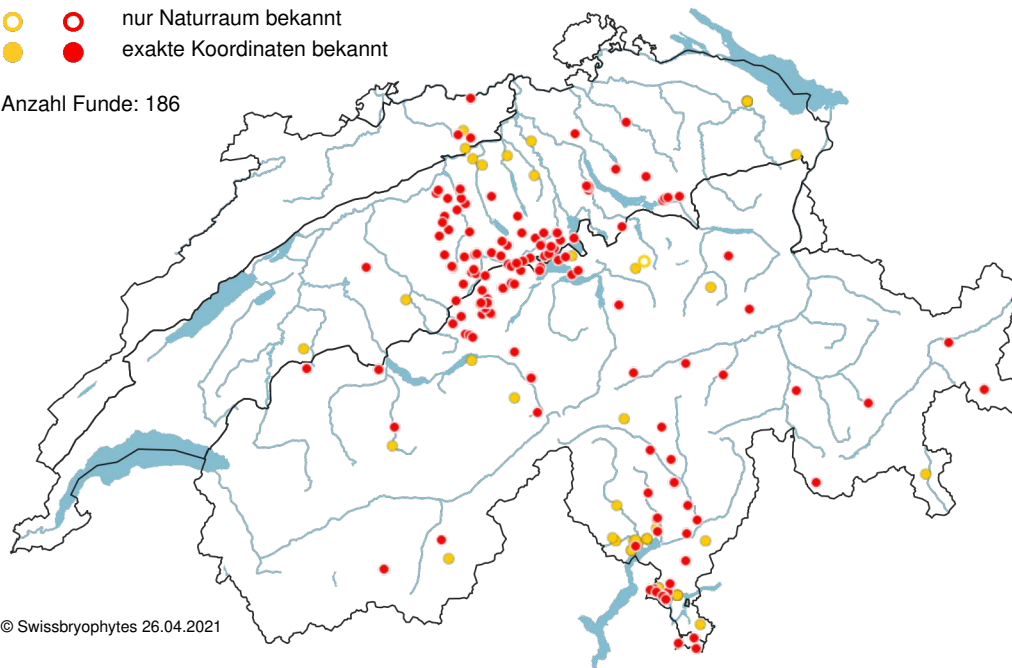 nur Naturraum bekannt
exakte Koordinaten bekannt
Anzahl Funde: 186
© Swissbryophytes 26.04.2021